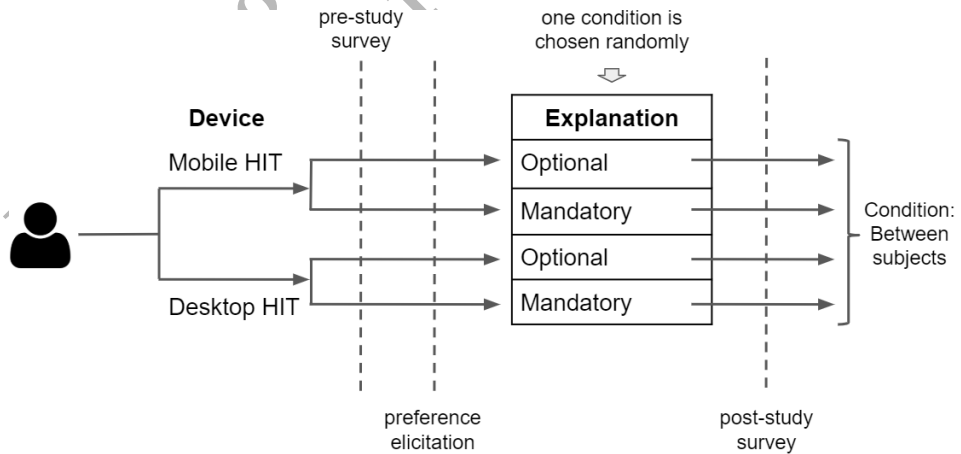 pre-study
survey
one condition is
chosen randomly
Device
Explanation
Mobile HIT
Optional
Mandatory
Optional
Mandatory
Desktop HIT
Condition:
Between
subjects
preference
elicitation
post-study
survey